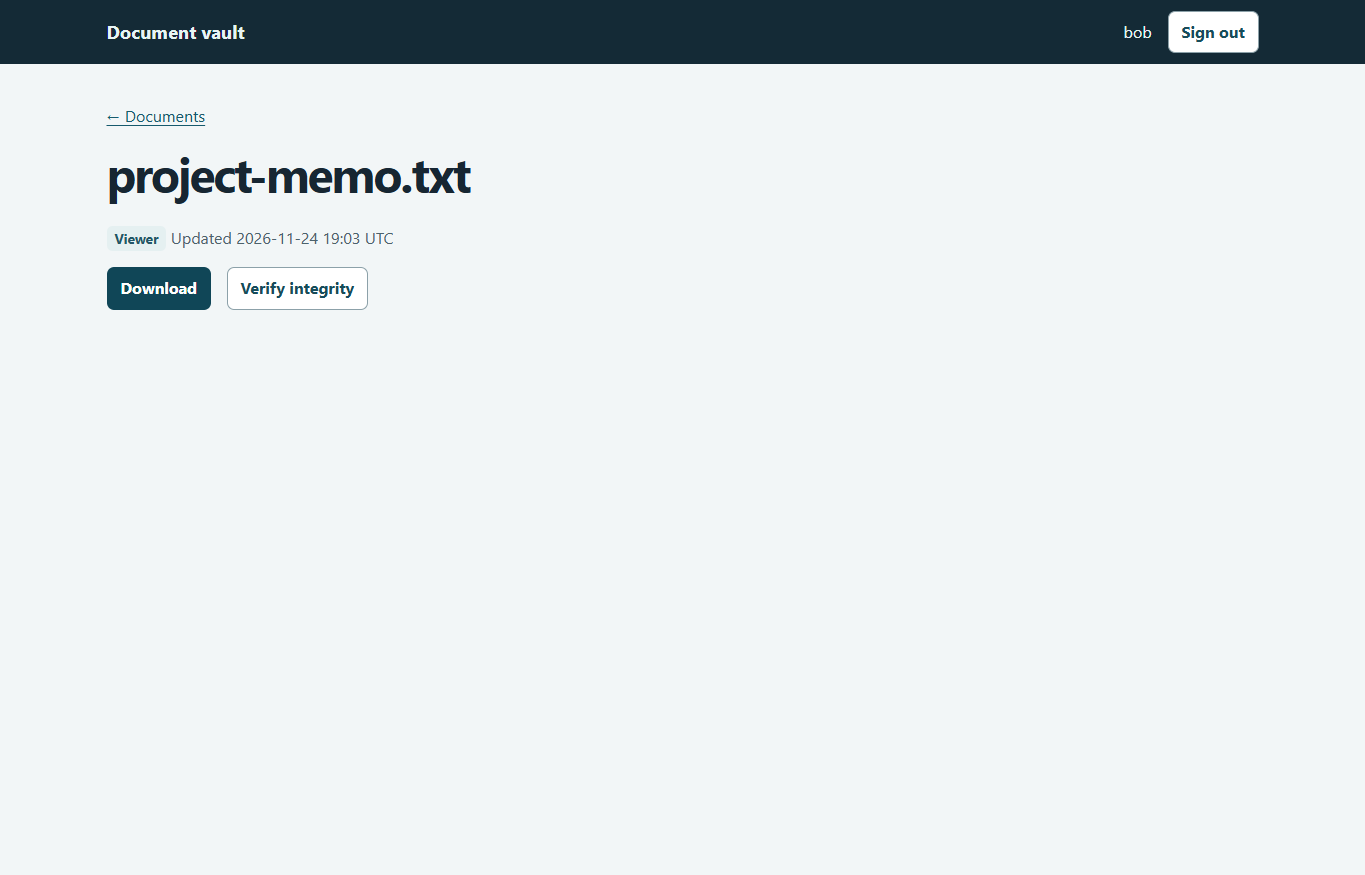 Document vault
bob
Sign out
← Documents
project-memo.txt
Viewer Updated 2026-11-24 19:03 UTC
Download
Verify integrity